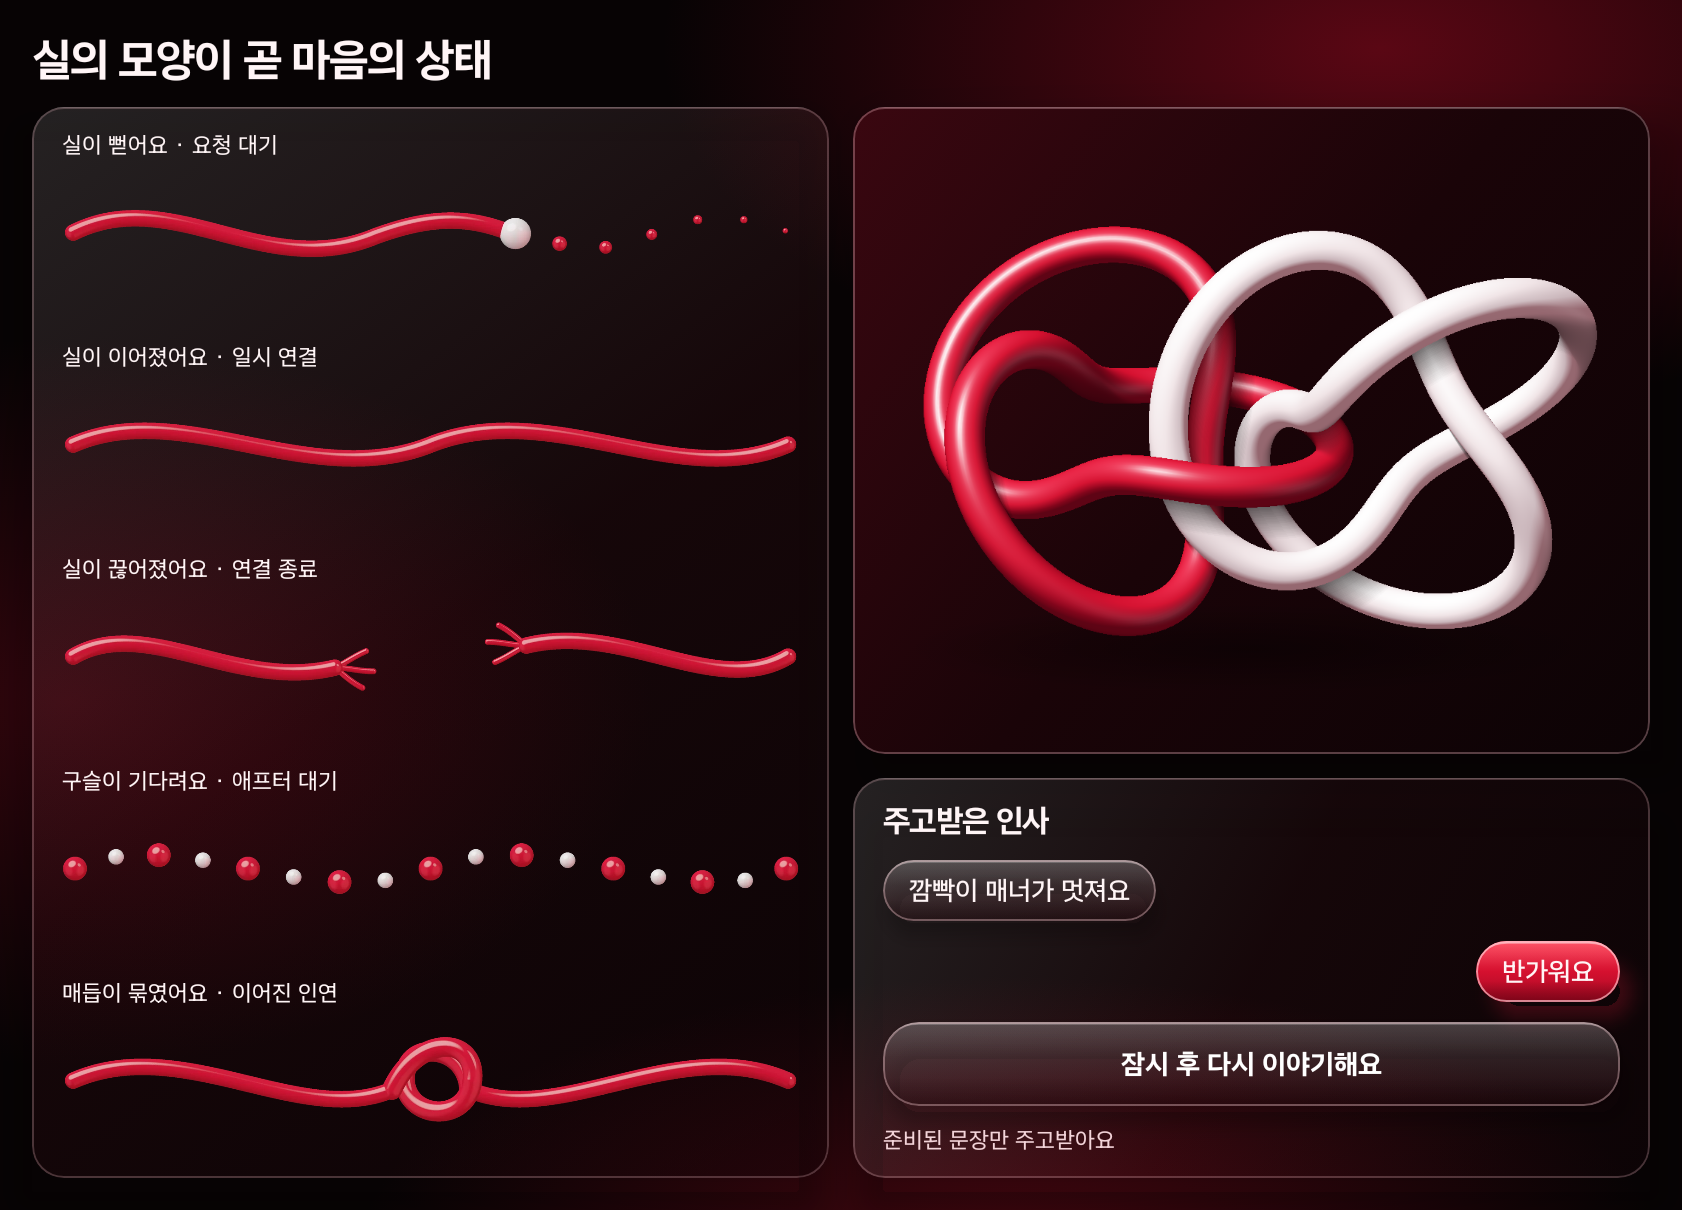 실의 모양이 곧 마음의 상태
실이 뻗어요 · 요청 대기
실이 이어졌어요 · 일시 연결
실이 끊어졌어요 · 연결 종료
구슬이 기다려요 · 애프터 대기
매듭이 묶였어요 · 이어진 인연
주고받은 인사
깜빡이 매너가 멋져요
반가워요
잠시 후 다시 이야기해요
준비된 문장만 주고받아요